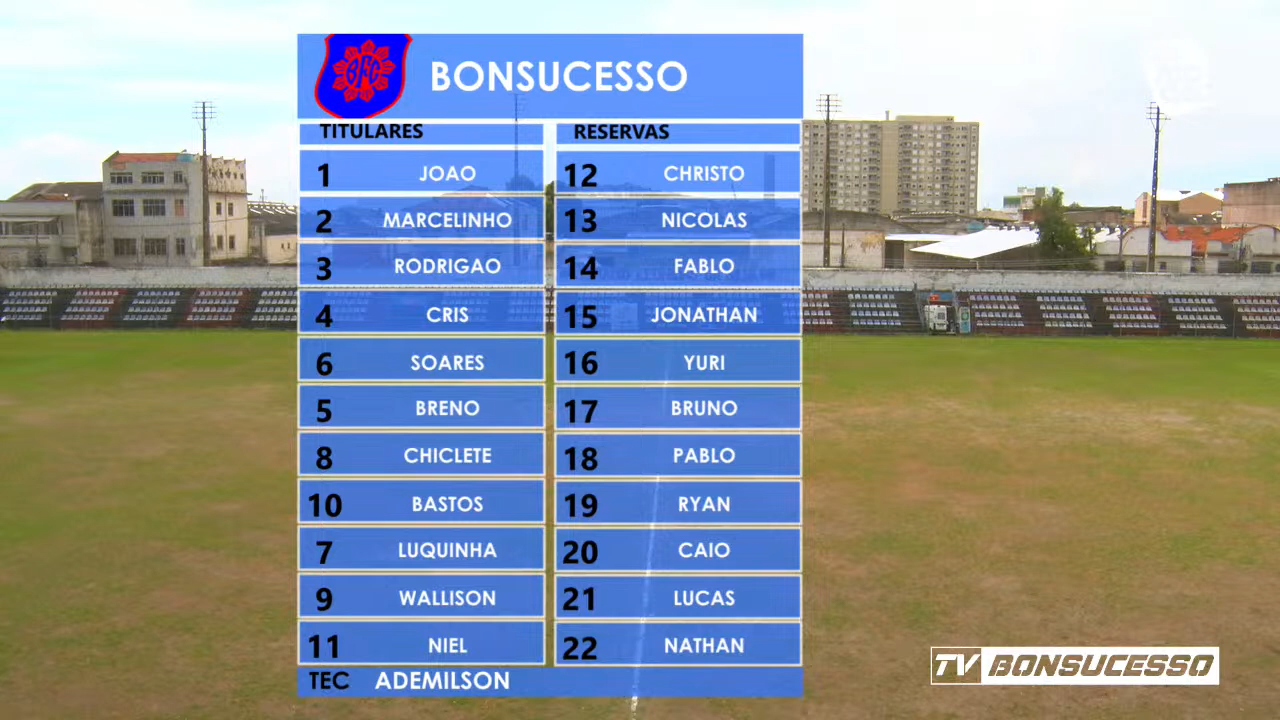 BFC
BONSUCESSO
TITULARES
1 JOAO
2 MARCELINHO
3 RODRIGAO
4 CRIS
6 SOARES
5 BRENO
8 CHICLETE
10 BASTOS
7 LUQUINHA
9 WALLISON
11 NIEL
RESERVAS
12 CHRISTO
13 NICOLAS
14 FABLO
15 JONATHAN
16 YURI
17 BRUNO
18 PABLO
19 RYAN
20 CAIO
21 LUCAS
22 NATHAN
TEC ADEMILSON
TV BONSUCESSO